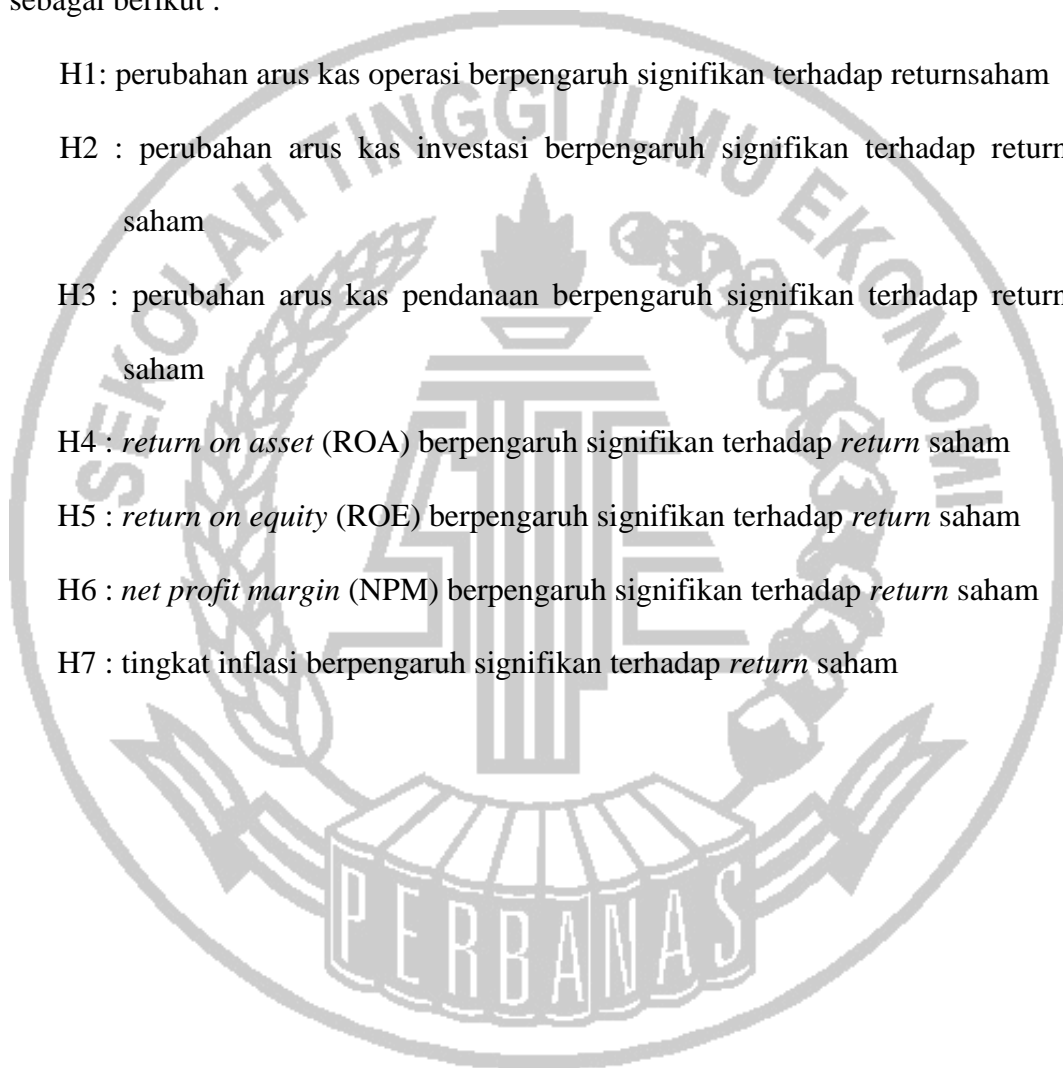 sebagai berikut :
H1: perubahan arus kas operasi berpengaruh signifikan terhadap returnsaham
H2 : perubahan arus kas investasi berpengaruh signifikan terhadap return
saham
H3 : perubahan arus kas pendanaan berpengaruh signifikan terhadap return
saham
H4 : return on asset (ROA) berpengaruh signifikan terhadap return saham
H5 : return on equity (ROE) berpengaruh signifikan terhadap return saham
H6 : net profit margin (NPM) berpengaruh signifikan terhadap return saham
H7 : tingkat inflasi berpengaruh signifikan terhadap return saham
SEKOLAH TINGGI ILMU EKONOMI
PERBANAS